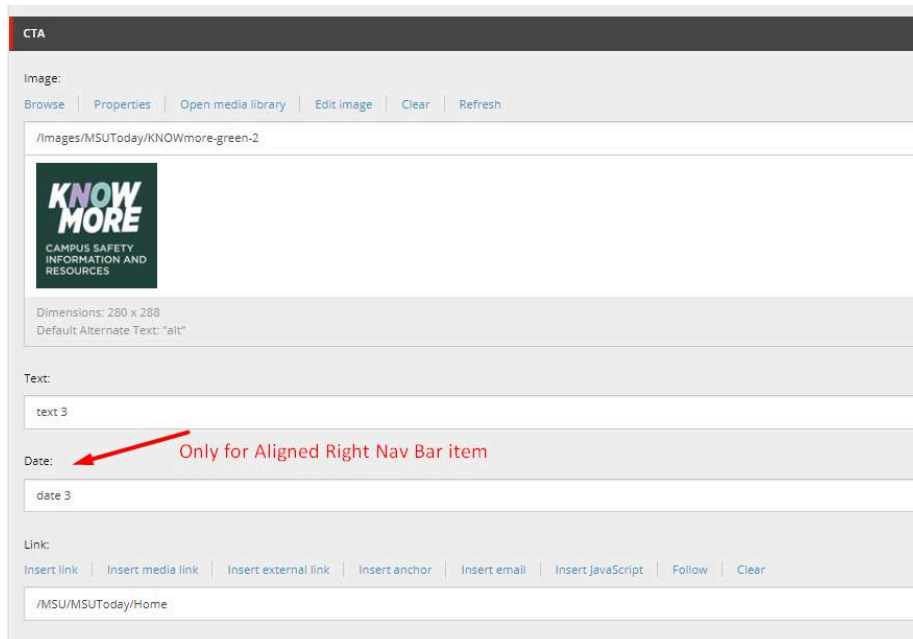 CTA
Image:
Browse Properties Open media library Edit image Clear Refresh
/Images/MSUToday/KNOWmore-green-2
KNOW
MORE
CAMPUS SAFETY
INFORMATION AND
RESOURCES
Dimensions: 280 x 288
Default Alternate Text: "alt"
Text:
text 3
Only for Aligned Right Nav Bar item
Date:
date 3
Link:
Insert link Insert media link Insert external link Insert anchor Insert email Insert JavaScript Follow Clear
/MSU/MSUToday/Home